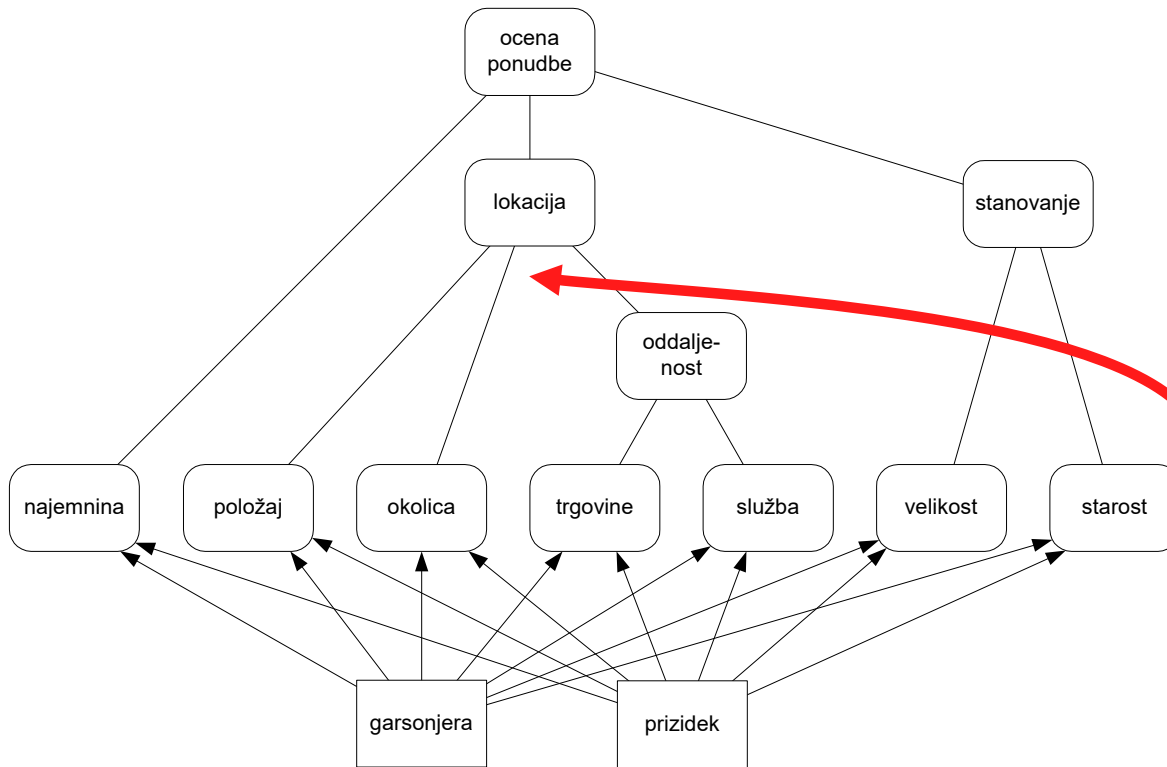 ocena
ponudbe
lokacija
stanovanje
oddalje-
nost
najemnina
položaj
okolica
trgovine
služba
velikost
starost
garsonjera
prizidek